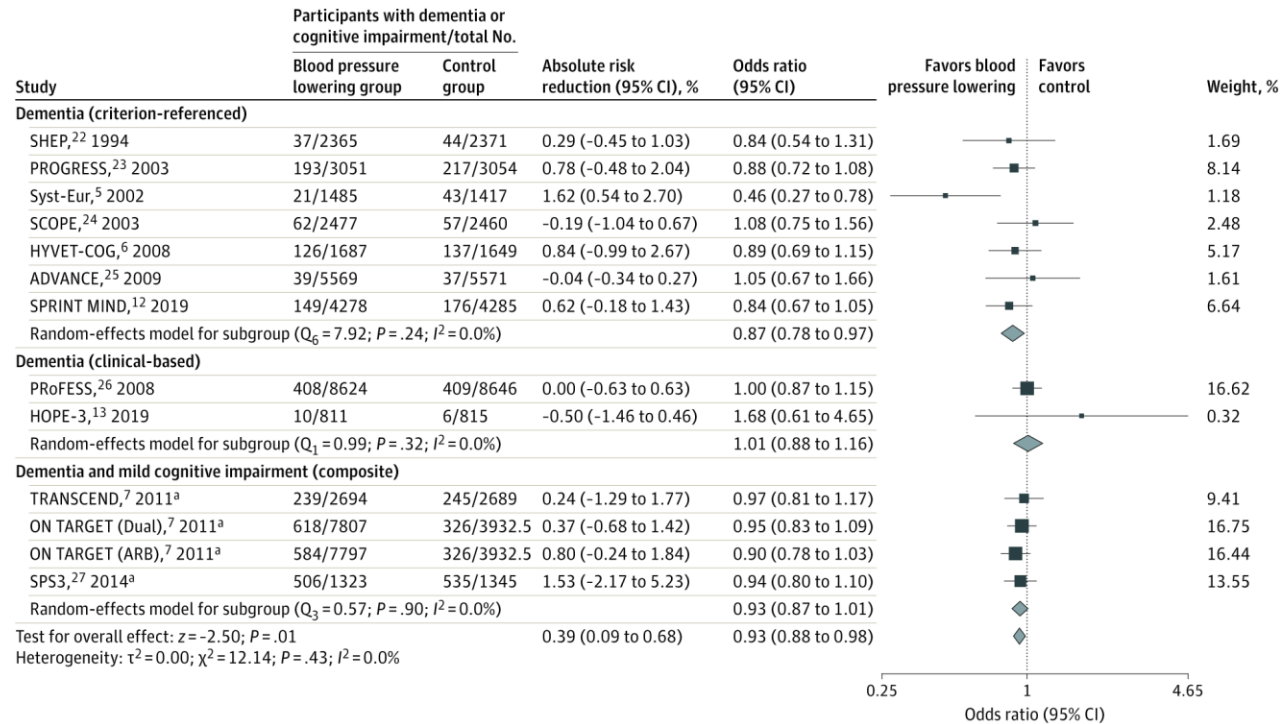 Participants with dementia or
cognitive impairment/total No.
Study Blood pressure lowering group Control group Absolute risk reduction (95% CI), % Odds ratio (95% CI) Favors blood pressure lowering Favors control Weight, %
Dementia (criterion-referenced)
SHEP,22 1994 37/2365 44/2371 0.29 (−0.45 to 1.03) 0.84 (0.54 to 1.31) 1.69
PROGRESS,23 2003 193/3051 217/3054 0.78 (−0.48 to 2.04) 0.88 (0.72 to 1.08) 8.14
Syst-Eur,5 2002 21/1485 43/1417 1.62 (0.54 to 2.70) 0.46 (0.27 to 0.78) 1.18
SCOPE,24 2003 62/2477 57/2460 −0.19 (−1.04 to 0.67) 1.08 (0.75 to 1.56) 2.48
HYVET-COG,6 2008 126/1687 137/1649 0.84 (−0.99 to 2.67) 0.89 (0.69 to 1.15) 5.17
ADVANCE,25 2009 39/5569 37/5571 −0.04 (−0.34 to 0.27) 1.05 (0.67 to 1.66) 1.61
SPRINT MIND,12 2019 149/4278 176/4285 0.62 (−0.18 to 1.43) 0.84 (0.67 to 1.05) 6.64
Random-effects model for subgroup (Q6 = 7.92; P = .24; I2 = 0.0%) 0.87 (0.78 to 0.97)
Dementia (clinical-based)
PRoFESS,26 2008 408/8624 409/8646 0.00 (−0.63 to 0.63) 1.00 (0.87 to 1.15) 16.62
HOPE-3,13 2019 10/811 6/815 −0.50 (−1.46 to 0.46) 1.68 (0.61 to 4.65) 0.32
Random-effects model for subgroup (Q1 = 0.99; P = .32; I2 = 0.0%) 1.01 (0.88 to 1.16)
Dementia and mild cognitive impairment (composite)
TRANSCEND,7 2011a 239/2694 245/2689 0.24 (−1.29 to 1.77) 0.97 (0.81 to 1.17) 9.41
ON TARGET (Dual),7 2011a 618/7807 326/3932.5 0.37 (−0.68 to 1.42) 0.95 (0.83 to 1.09) 16.75
ON TARGET (ARB),7 2011a 584/7797 326/3932.5 0.80 (−0.24 to 1.84) 0.90 (0.78 to 1.03) 16.44
SPS3,27 2014a 506/1323 535/1345 1.53 (−2.17 to 5.23) 0.94 (0.80 to 1.10) 13.55
Random-effects model for subgroup (Q3 = 0.57; P = .90; I2 = 0.0%) 0.93 (0.87 to 1.01)
Test for overall effect: z = −2.50; P = .01 0.39 (0.09 to 0.68) 0.93 (0.88 to 0.98)
Heterogeneity: τ2 = 0.00; χ2 = 12.14; P = .43; I2 = 0.0%
0.25 1 4.65
Odds ratio (95% CI)